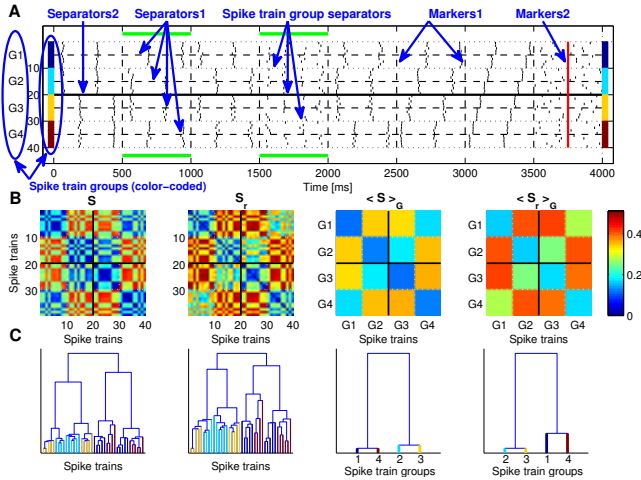 A
Separators2 Separators1 Spike train group separators Markers1 Markers2
G1
10
G2
20
G3
30
G4
40
0 500 1000 1500 2000 2500 3000 3500 4000
Time [ms]
Spike train groups (color-coded)
B
S
S_r
< S >_G
< S_r >_G
Spike trains
10
20
30
10 20 30 40
Spike trains
10
20
30
10 20 30 40
Spike trains
G1
G2
G3
G4
G1 G2 G3 G4
Spike trains
G1
G2
G3
G4
G1 G2 G3 G4
Spike trains
0.4
0.2
0
C
Spike trains
Spike trains
1 4 2 3
Spike train groups
2 3 1 4
Spike train groups